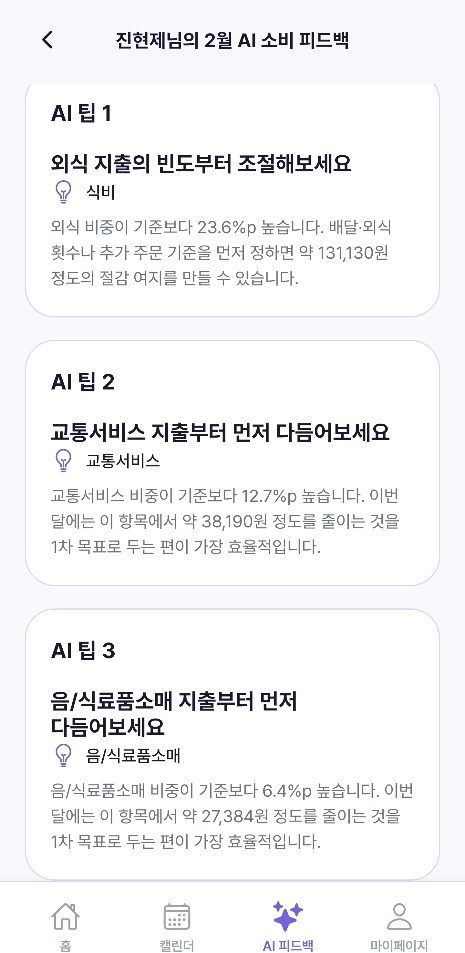 진현제님의 2월 AI 소비 피드백
AI 팁 1
외식 지출의 빈도부터 조절해보세요
식비
외식 비중이 기준보다 23.6%p 높습니다. 배달·외식
횟수나 추가 주문 기준을 먼저 정하면 약 131,130원
정도의 절감 여지를 만들 수 있습니다.
AI 팁 2
교통서비스 지출부터 먼저 다듬어보세요
교통서비스
교통서비스 비중이 기준보다 12.7%p 높습니다. 이번
달에는 이 항목에서 약 38,190원 정도를 줄이는 것을
1차 목표로 두는 편이 가장 효율적입니다.
AI 팁 3
음/식료품소매 지출부터 먼저
다듬어보세요
음/식료품소매
음/식료품소매 비중이 기준보다 6.4%p 높습니다. 이번
달에는 이 항목에서 약 27,384원 정도를 줄이는 것을
1차 목표로 두는 편이 가장 효율적입니다.
홈
캘린더
AI 피드백
마이페이지